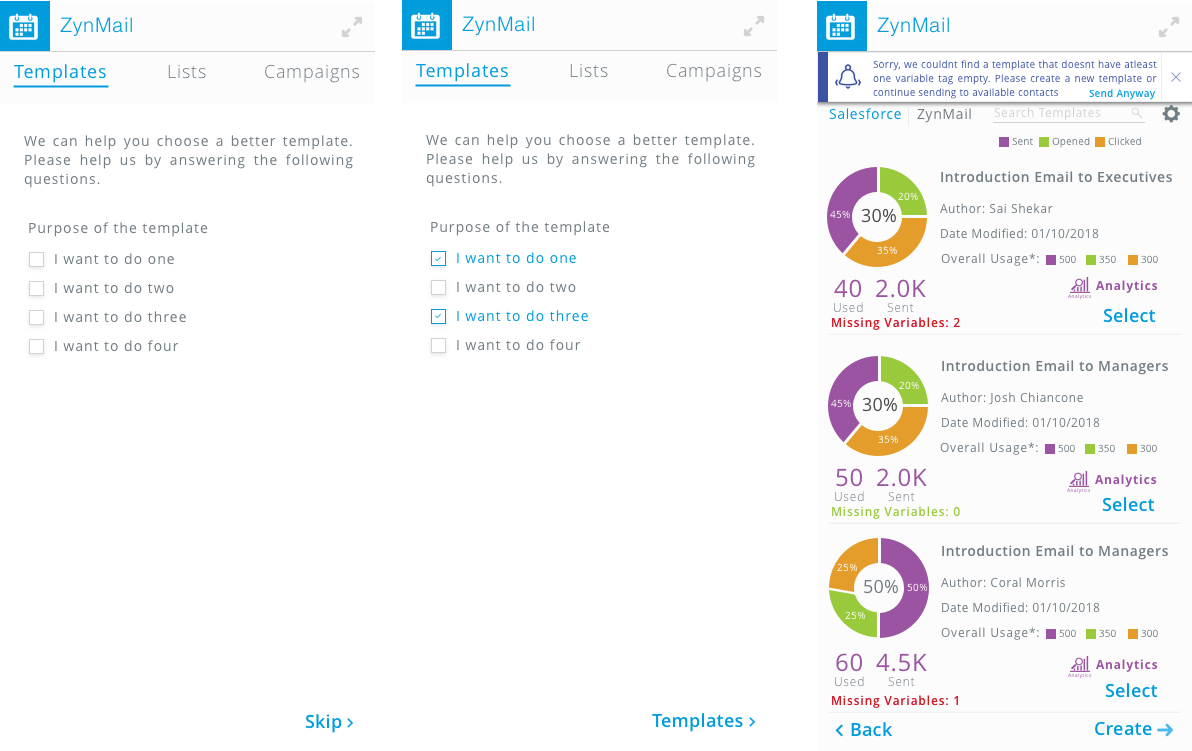 ZynMail
Templates Lists Campaigns
We can help you choose a better template.
Please help us by answering the following
questions.
Purpose of the template
I want to do one
I want to do two
I want to do three
I want to do four
Skip >
ZynMail
Templates Lists Campaigns
We can help you choose a better template.
Please help us by answering the following
questions.
Purpose of the template
I want to do one
I want to do two
I want to do three
I want to do four
Templates >
ZynMail
Sorry, we couldnt find a template that doesnt have atleast
one variable tag empty. Please create a new template or
continue sending to available contacts Send Anyway
Salesforce ZynMail Search Templates
Sent Opened Clicked
45% 20% 30% 35%
Introduction Email to Executives
Author: Sai Shekar
Date Modified: 01/10/2018
Overall Usage*: 500 350 300
40 2.0K
Used Sent
Missing Variables: 2
Analytics Analytics
Select
45% 20% 30% 35%
Introduction Email to Managers
Author: Josh Chiancone
Date Modified: 01/10/2018
Overall Usage*: 500 350 300
50 2.0K
Used Sent
Missing Variables: 0
Analytics Analytics
Select
25% 50% 50% 25%
Introduction Email to Managers
Author: Coral Morris
Date Modified: 01/10/2018
Overall Usage*: 500 350 300
60 4.5K
Used Sent
Missing Variables: 1
Analytics Analytics
Select
< Back Create →